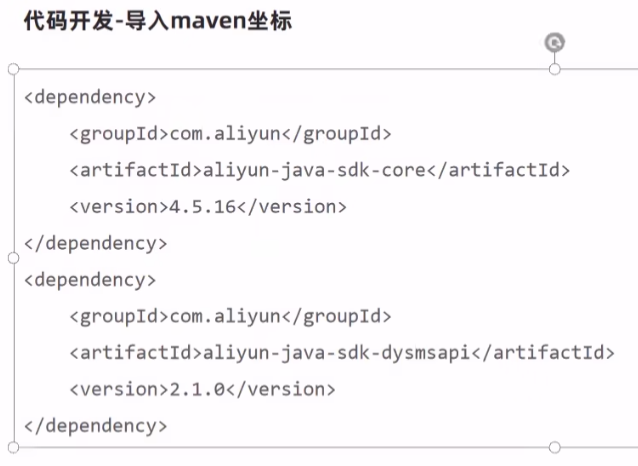 代码开发-导入maven坐标
<dependency>
    <groupId>com.aliyun</groupId>
    <artifactId>aliyun-java-sdk-core</artifactId>
    <version>4.5.16</version>
</dependency>
<dependency>
    <groupId>com.aliyun</groupId>
    <artifactId>aliyun-java-sdk-dysmsapi</artifactId>
    <version>2.1.0</version>
</dependency>